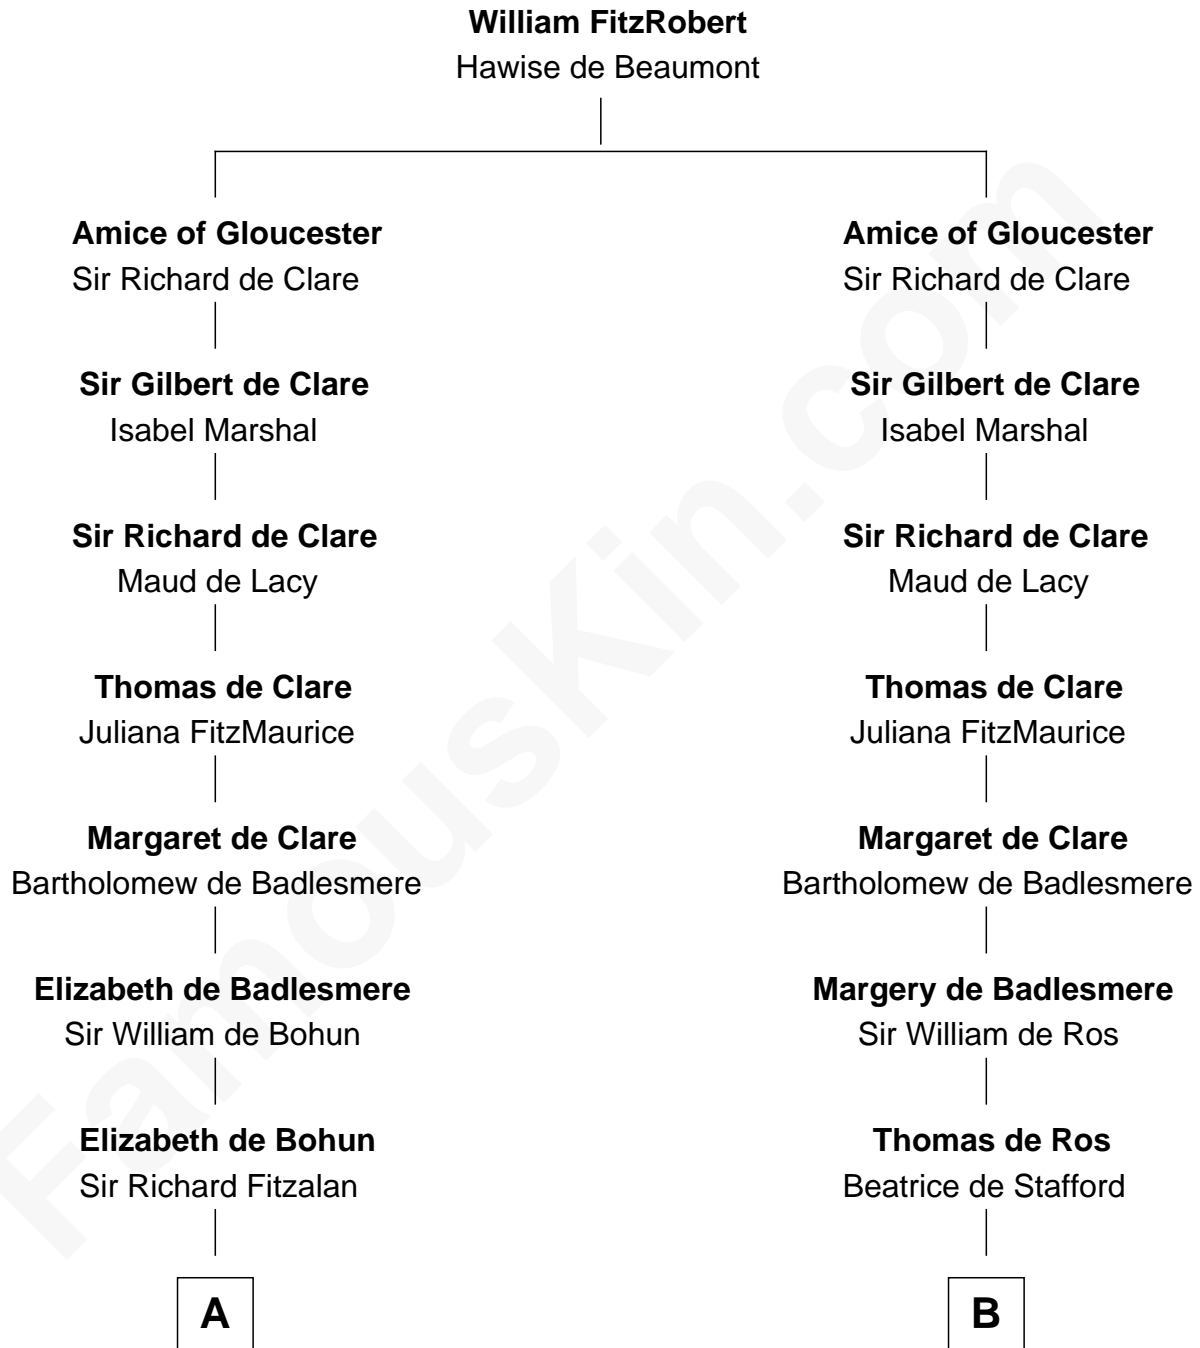 William FitzRobert
Hawise de Beaumont
Amice of Gloucester
Sir Richard de Clare
Sir Gilbert de Clare
Isabel Marshal
Sir Richard de Clare
Maud de Lacy
Thomas de Clare
Juliana FitzMaurice
Margaret de Clare
Bartholomew de Badlesmere
Elizabeth de Badlesmere
Sir William de Bohun
Elizabeth de Bohun
Sir Richard Fitzalan
A
Amice of Gloucester
Sir Richard de Clare
Sir Gilbert de Clare
Isabel Marshal
Sir Richard de Clare
Maud de Lacy
Thomas de Clare
Juliana FitzMaurice
Margaret de Clare
Bartholomew de Badlesmere
Margery de Badlesmere
Sir William de Ros
Thomas de Ros
Beatrice de Stafford
B
FamousKin.com